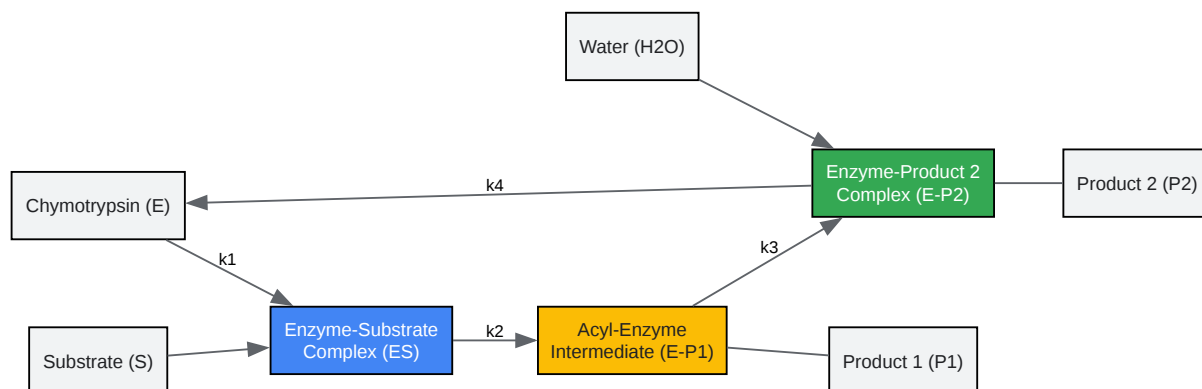 Water (H2O)
Enzyme-Product 2
Complex (E-P2)
Product 2 (P2)
k4
Chymotrypsin (E)
k1
k3
Enzyme-Substrate
Complex (ES)
k2
Acyl-Enzyme
Intermediate (E-P1)
Substrate (S)
Product 1 (P1)